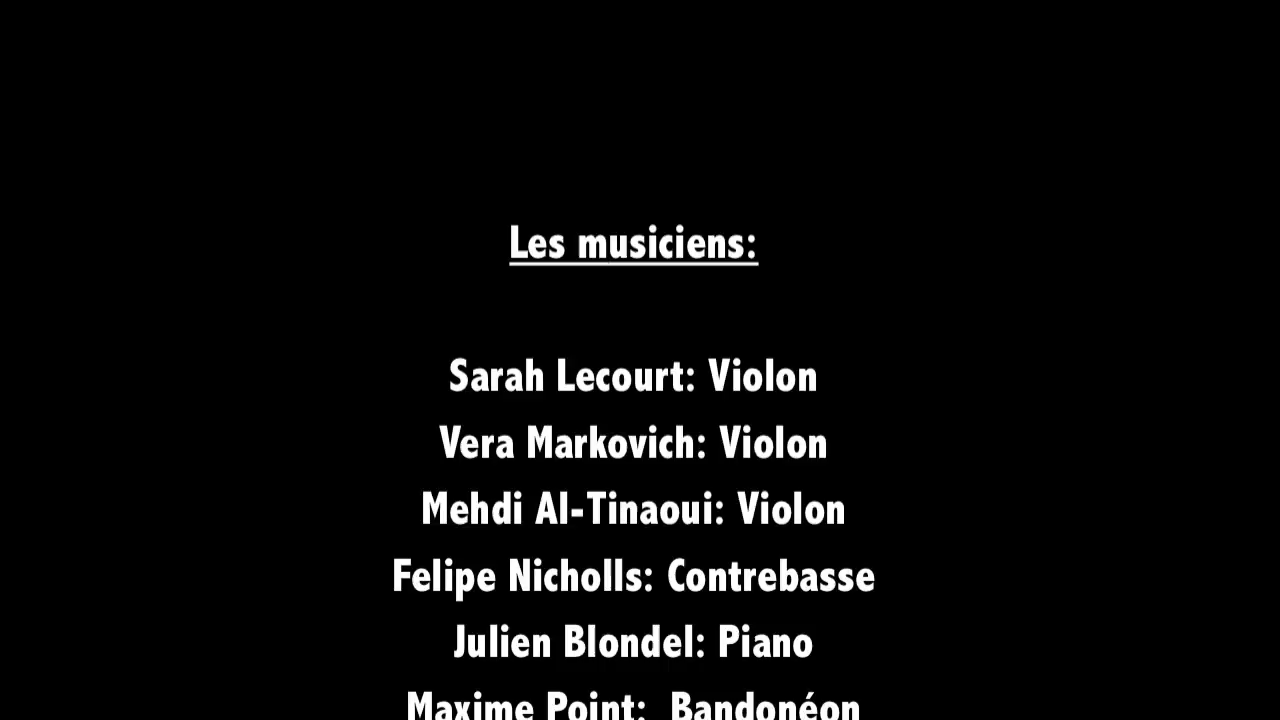 Les musiciens:
Sarah Lecourt: Violon
Vera Markovich: Violon
Mehdi Al-Tinaoui: Violon
Felipe Nicholls: Contrebasse
Julien Blondel: Piano
Maxime Point: Bandonéon